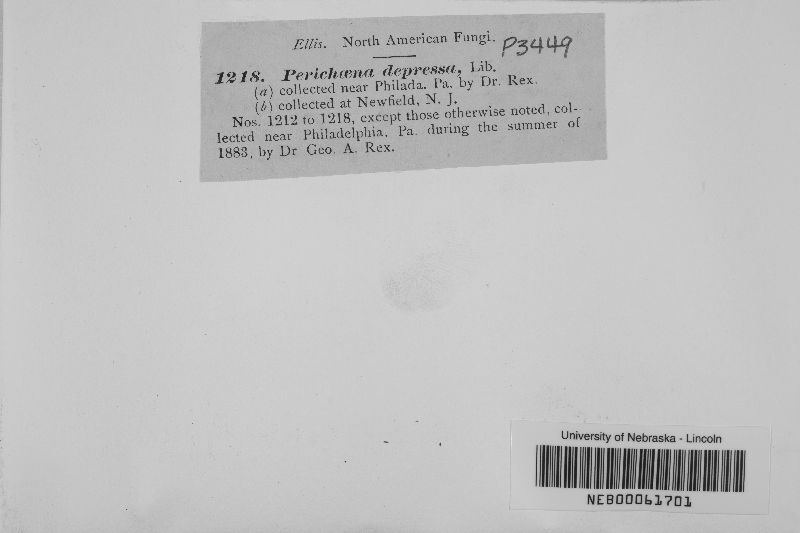 Ellis. North American Fungi. P3449
1218. Perichæna depressa, Lib.
(a) collected near Philada. Pa. by Dr. Rex.
(b) collected at Newfield, N. J.
Nos. 1212 to 1218, except those otherwise noted, col-
lected near Philadelphia, Pa. during the summer of
1883, by Dr Geo. A. Rex.
University of Nebraska - Lincoln
NEB00061701